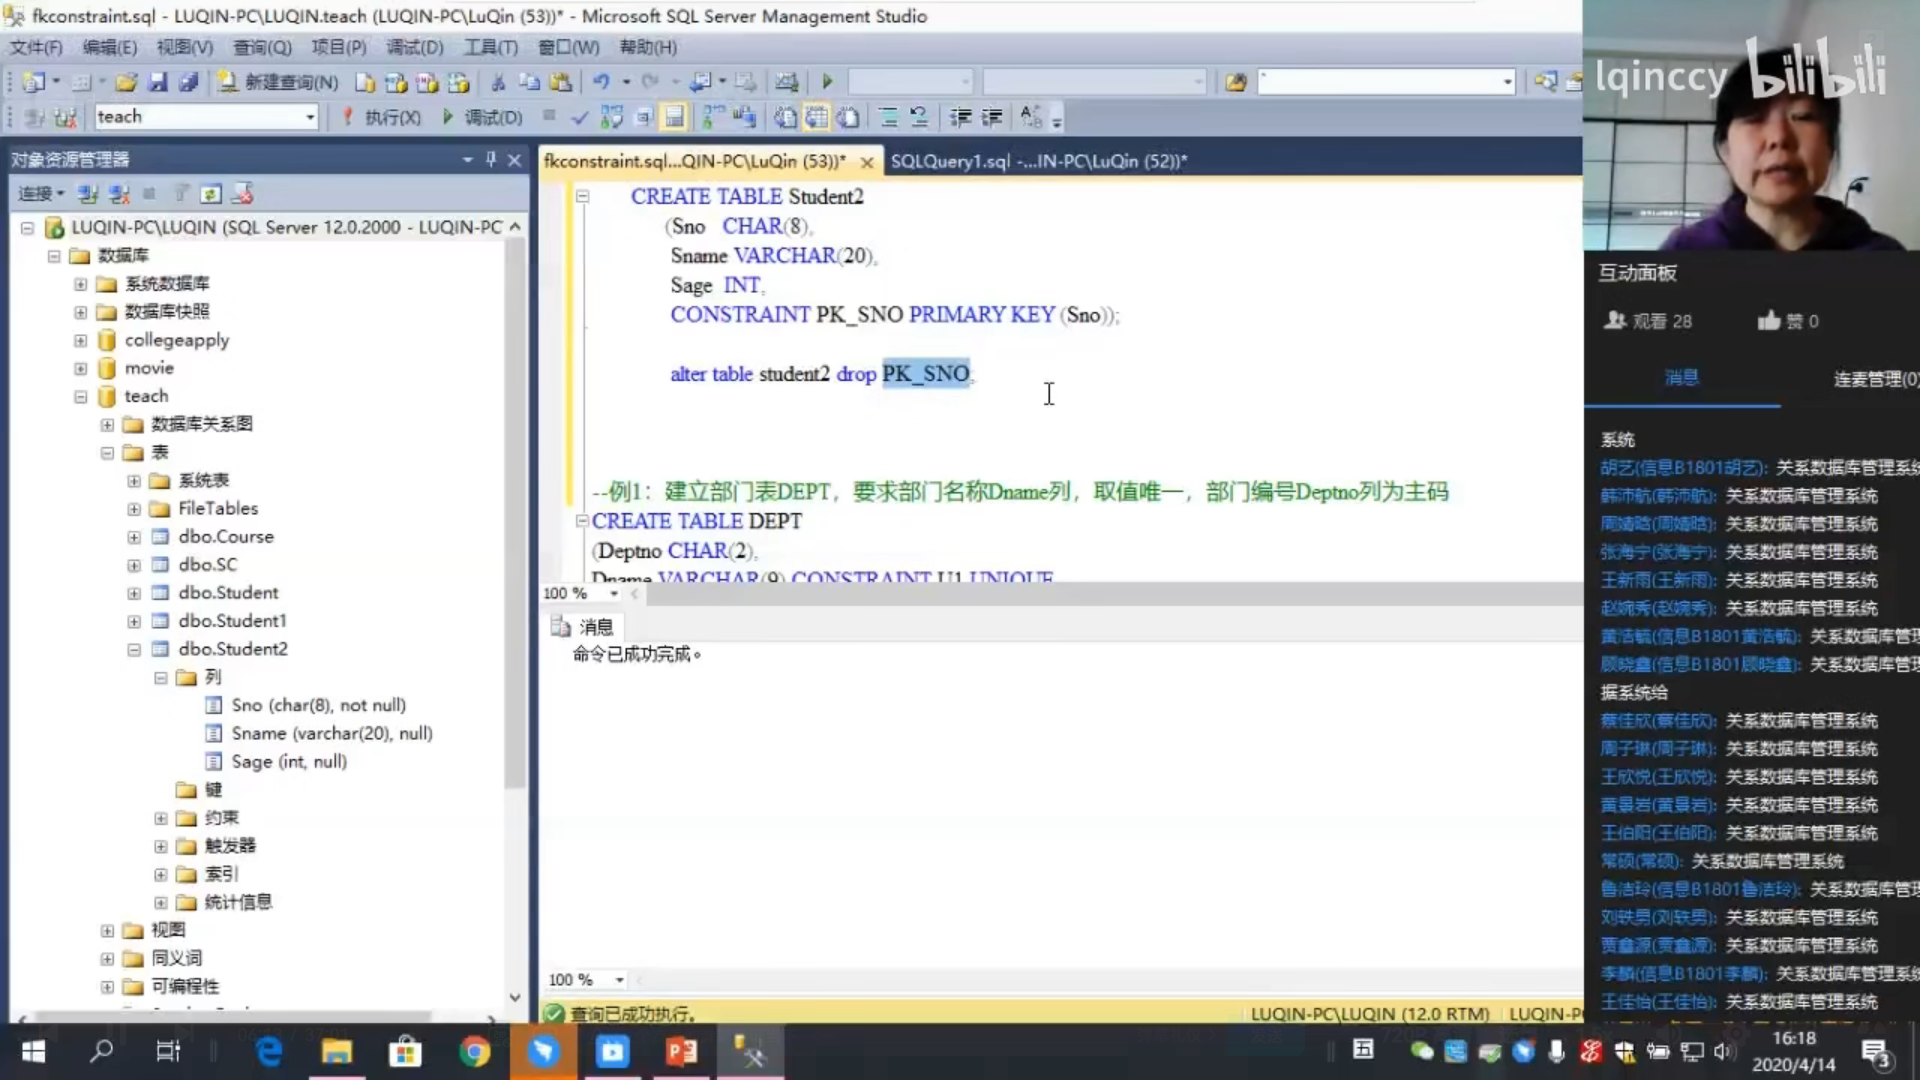 fkconstraint.sql - LUQIN-PC\LUQIN.teach (LUQIN-PC\LuQin (53))* - Microsoft SQL Server Management Studio
文件(F) 编辑(E) 视图(V) 查询(Q) 项目(P) 调试(D) 工具(T) 窗口(W) 帮助(H)
新建查询(N)
teach 执行(X) 调试(D)
对象资源管理器
连接
LUQIN-PC\LUQIN (SQL Server 12.0.2000 - LUQIN-PC
数据库
系统数据库
数据库快照
collegeapply
movie
teach
数据库关系图
表
系统表
FileTables
dbo.Course
dbo.SC
dbo.Student
dbo.Student1
dbo.Student2
列
Sno (char(8), not null)
Sname (varchar(20), null)
Sage (int, null)
键
约束
触发器
索引
统计信息
视图
同义词
可编程性
fkconstraint.sql...QIN-PC\LuQin (53))* SQLQuery1.sql -...IN-PC\LuQin (52))*
CREATE TABLE Student2
(Sno CHAR(8),
Sname VARCHAR(20),
Sage INT,
CONSTRAINT PK_SNO PRIMARY KEY (Sno));
alter table student2 drop PK_SNO;
--例1：建立部门表DEPT，要求部门名称Dname列，取值唯一，部门编号Deptno列为主码
CREATE TABLE DEPT
(Deptno CHAR(2),
Dname VARCHAR(9) CONSTRAINT U1 UNIQUE
100 %
消息
命令已成功完成。
100 %
查询已成功执行。 LUQIN-PC\LUQIN (12.0 RTM) LUQIN-P
lqinccy bilibili
互动面板
观看 28 赞 0
消息 连麦管理(0)
系统
胡艺(信息B1801胡艺): 关系数据库管理系统
韩沛航(韩沛航): 关系数据库管理系统
周婧晗(周婧晗): 关系数据库管理系统
张海宁(张海宁): 关系数据库管理系统
王新雨(王新雨): 关系数据库管理系统
赵婉秀(赵婉秀): 关系数据库管理系统
黄浩毓(信息B1801黄浩毓): 关系数据库管理
顾晓鑫(信息B1801顾晓鑫): 关系数据库管理
据系统给
蔡佳欣(蔡佳欣): 关系数据库管理系统
周子琳(周子琳): 关系数据库管理系统
王欣悦(王欣悦): 关系数据库管理系统
黄景岩(黄景岩): 关系数据库管理系统
王伯阳(王伯阳): 关系数据库管理系统
常硕(常硕): 关系数据库管理系统
鲁洁玲(信息B1801鲁洁玲): 关系数据库管理
刘轶男(刘轶男): 关系数据库管理系统
贾鑫源(贾鑫源): 关系数据库管理系统
李麟(信息B1801李麟): 关系数据库管理系统
王佳怡(王佳怡): 关系数据库管理系统
五
16:18
2020/4/14
3